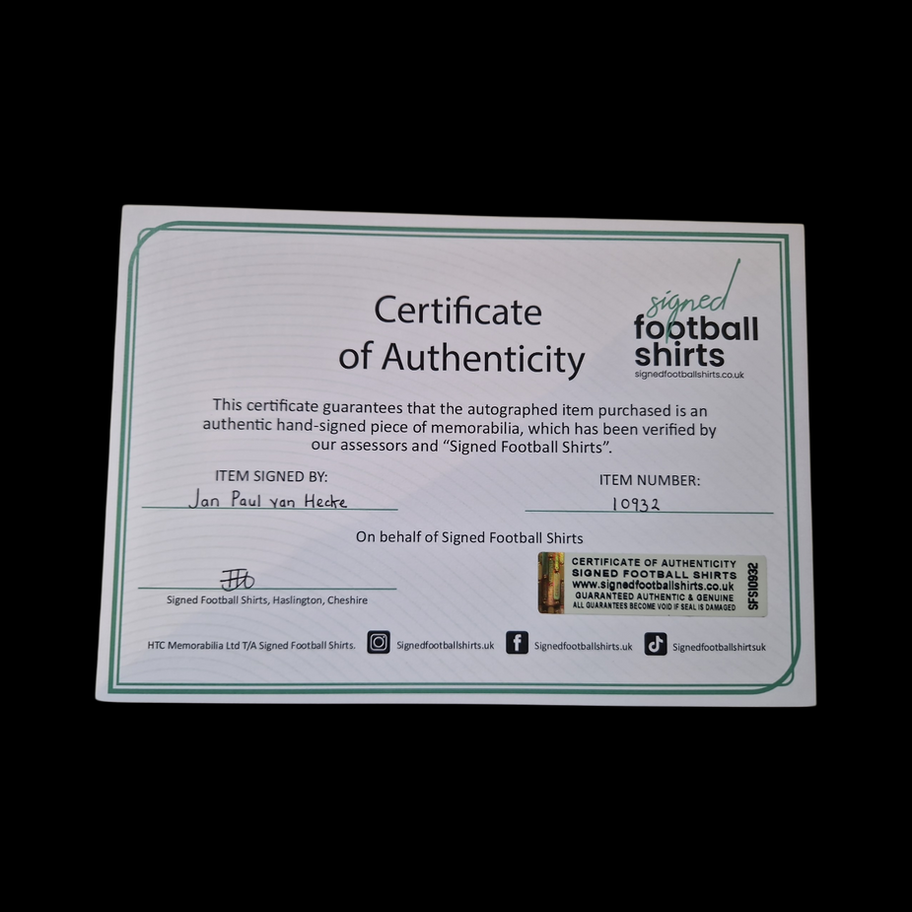 signed
football
shirts
signedfootballshirts.co.uk
Certificate
of Authenticity
This certificate guarantees that the autographed item purchased is an
authentic hand-signed piece of memorabilia, which has been verified by
our assessors and “Signed Football Shirts”.
ITEM SIGNED BY:
Jan Paul van Hecke
ITEM NUMBER:
10932
On behalf of Signed Football Shirts
Signed Football Shirts, Haslington, Cheshire
CERTIFICATE OF AUTHENTICITY
SIGNED FOOTBALL SHIRTS
www.signedfootballshirts.co.uk
GUARANTEED AUTHENTIC & GENUINE
ALL GUARANTEES BECOME VOID IF SEAL IS DAMAGED
SFS10932
HTC Memorabilia Ltd T/A Signed Football Shirts.
Signedfootballshirts.uk
Signedfootballshirts.uk
Signedfootballshirtsuk